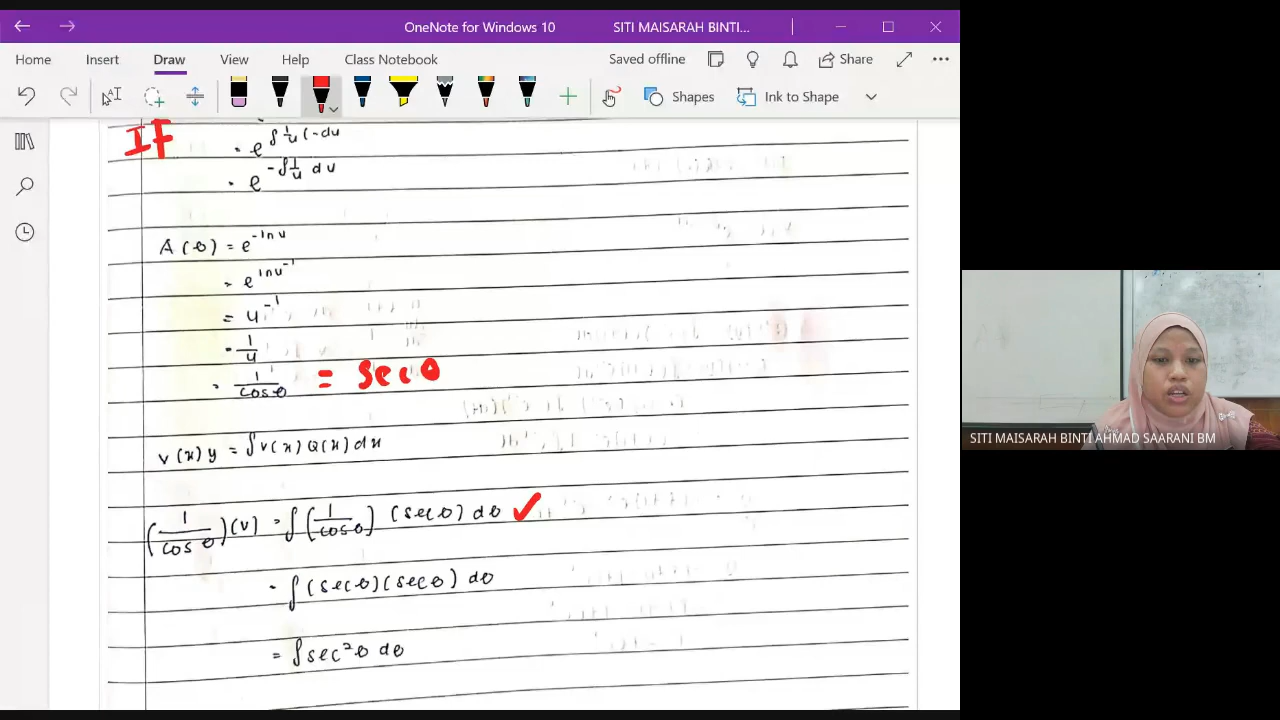 OneNote for Windows 10
SITI MAISARAH BINTI...
Home Insert Draw View Help Class Notebook Saved offline Share
Shapes Ink to Shape
IF
= e^∫ 1/u (-du
= e^-∫ 1/u du
A(θ) = e^-ln u
= e^ln u^-1
= u^-1
= 1/u
= 1/cos θ = sec θ
v(x)y = ∫v(x) Q(x) dx
(1/cos θ)(v) = ∫(1/cos θ) (sec θ) dθ ✓
= ∫(sec θ)(sec θ) dθ
= ∫sec²θ dθ
SITI MAISARAH BINTI AHMAD SAARANI BM